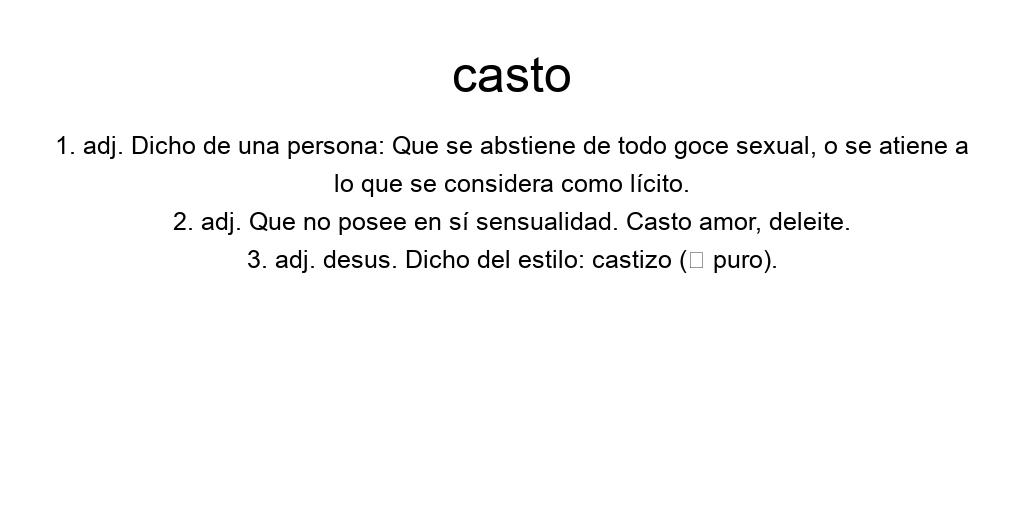 casto
1. adj. Dicho de una persona: Que se abstiene de todo goce sexual, o se atiene a
lo que se considera como lícito.
2. adj. Que no posee en sí sensualidad. Casto amor, deleite.
3. adj. desus. Dicho del estilo: castizo (□ puro).